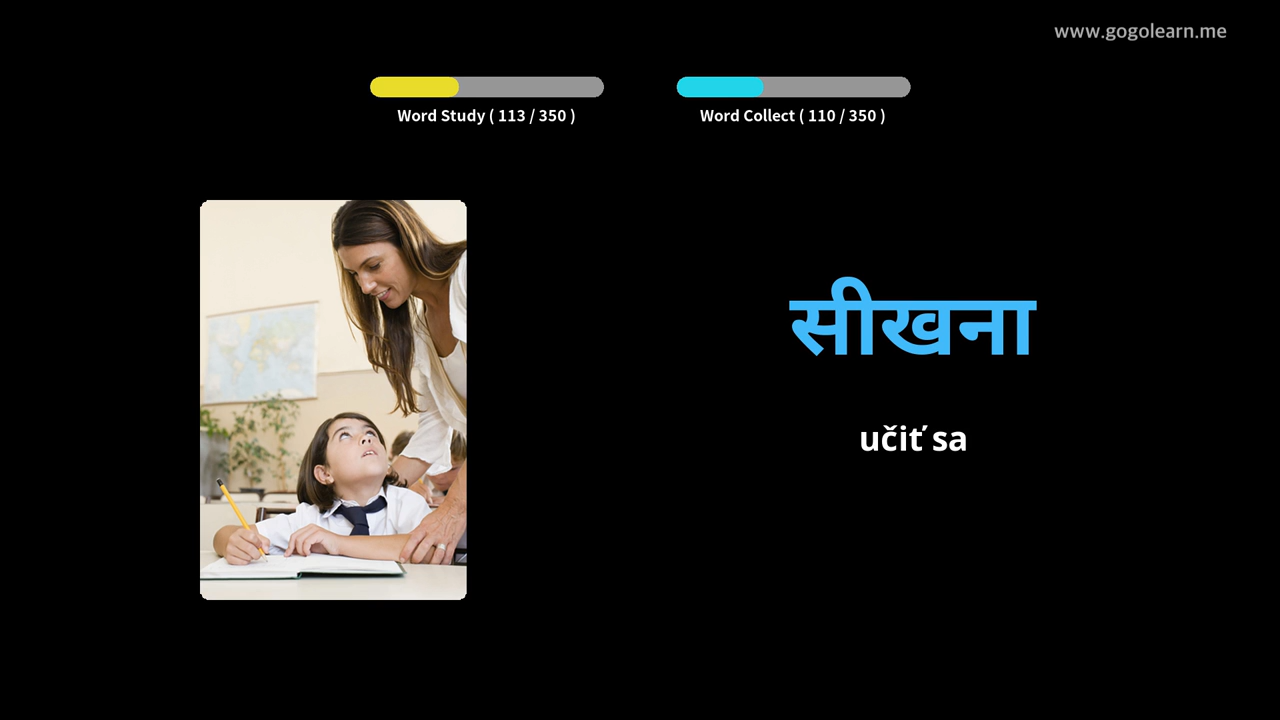 www.gogolearn.me
Word Study ( 113 / 350 )
Word Collect ( 110 / 350 )
सीखना
učiť sa